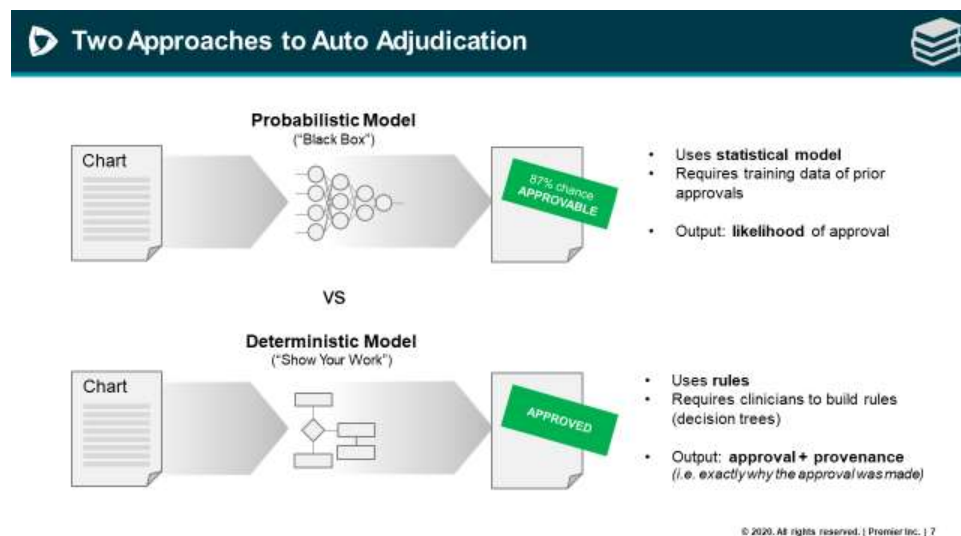 Two Approaches to Auto Adjudication
Probabilistic Model
("Black Box")
Chart
87% chance
APPROVABLE
• Uses statistical model
• Requires training data of prior
approvals
• Output: likelihood of approval
VS
Deterministic Model
("Show Your Work")
Chart
APPROVED
• Uses rules
• Requires clinicians to build rules
(decision trees)
• Output: approval + provenance
(i.e. exactly why the approval was made)
© 2020. All rights reserved. | Premier Inc. | 7